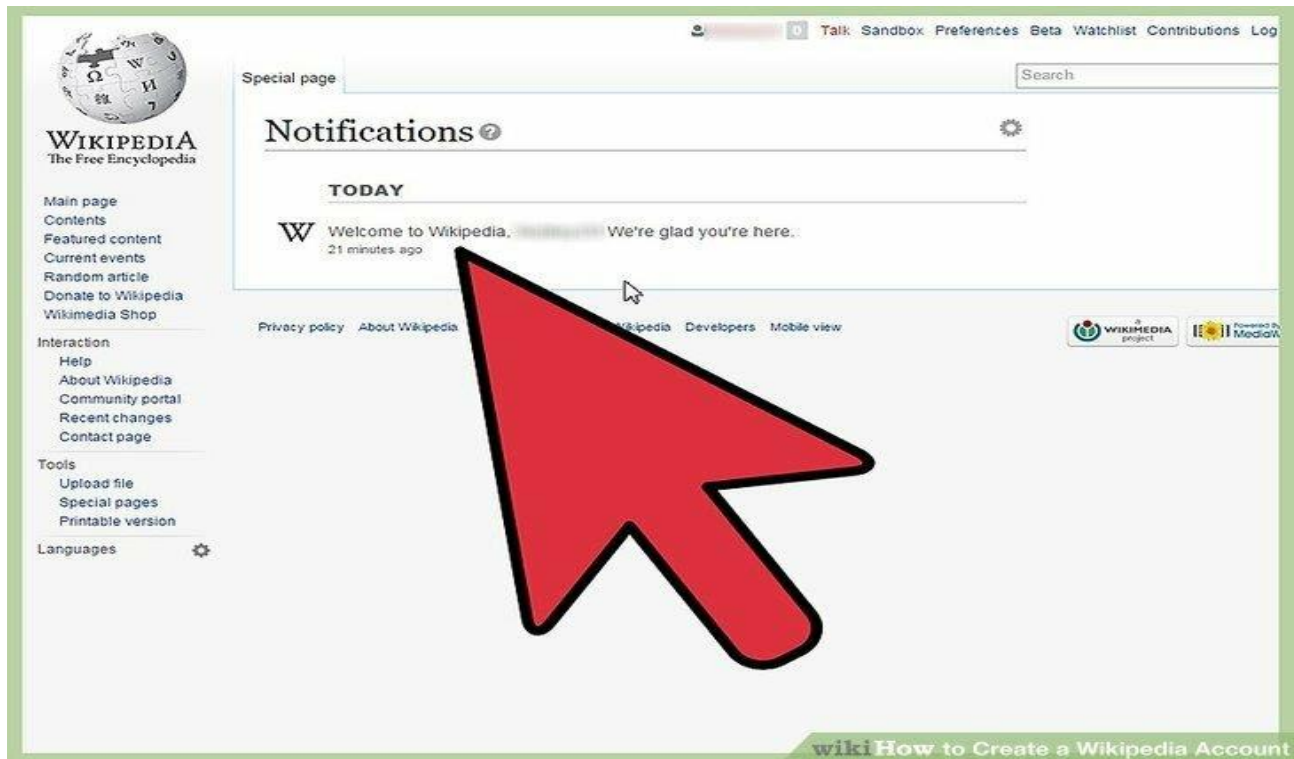 0 Talk Sandbox Preferences Beta Watchlist Contributions Log
Special page
Search
WIKIPEDIA
The Free Encyclopedia
Notifications
TODAY
W Welcome to Wikipedia, We're glad you're here.
21 minutes ago
Main page
Contents
Featured content
Current events
Random article
Donate to Wikipedia
Wikimedia Shop
Interaction
Help
About Wikipedia
Community portal
Recent changes
Contact page
Tools
Upload file
Special pages
Printable version
Languages
Privacy policy About Wikipedia Wikipedia Developers Mobile view
a
WIKIMEDIA
project
Powered
MediaW
wikiHow to Create a Wikipedia Account